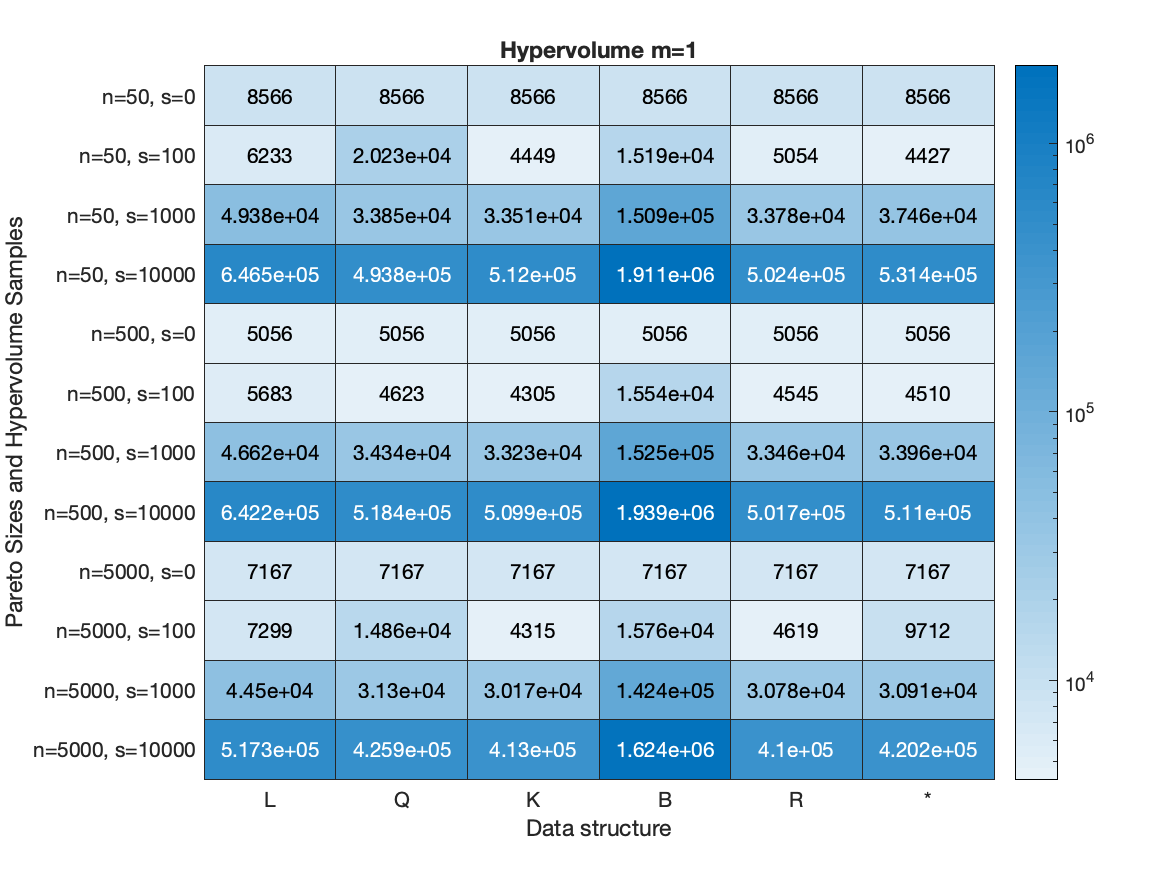 Hypervolume m=1
Pareto Sizes and Hypervolume Samples
n=50, s=0 8566 8566 8566 8566 8566 8566
n=50, s=100 6233 2.023e+04 4449 1.519e+04 5054 4427
n=50, s=1000 4.938e+04 3.385e+04 3.351e+04 1.509e+05 3.378e+04 3.746e+04
n=50, s=10000 6.465e+05 4.938e+05 5.12e+05 1.911e+06 5.024e+05 5.314e+05
n=500, s=0 5056 5056 5056 5056 5056 5056
n=500, s=100 5683 4623 4305 1.554e+04 4545 4510
n=500, s=1000 4.662e+04 3.434e+04 3.323e+04 1.525e+05 3.346e+04 3.396e+04
n=500, s=10000 6.422e+05 5.184e+05 5.099e+05 1.939e+06 5.017e+05 5.11e+05
n=5000, s=0 7167 7167 7167 7167 7167 7167
n=5000, s=100 7299 1.486e+04 4315 1.576e+04 4619 9712
n=5000, s=1000 4.45e+04 3.13e+04 3.017e+04 1.424e+05 3.078e+04 3.091e+04
n=5000, s=10000 5.173e+05 4.259e+05 4.13e+05 1.624e+06 4.1e+05 4.202e+05
L Q K B R *
Data structure
10^6
10^5
10^4